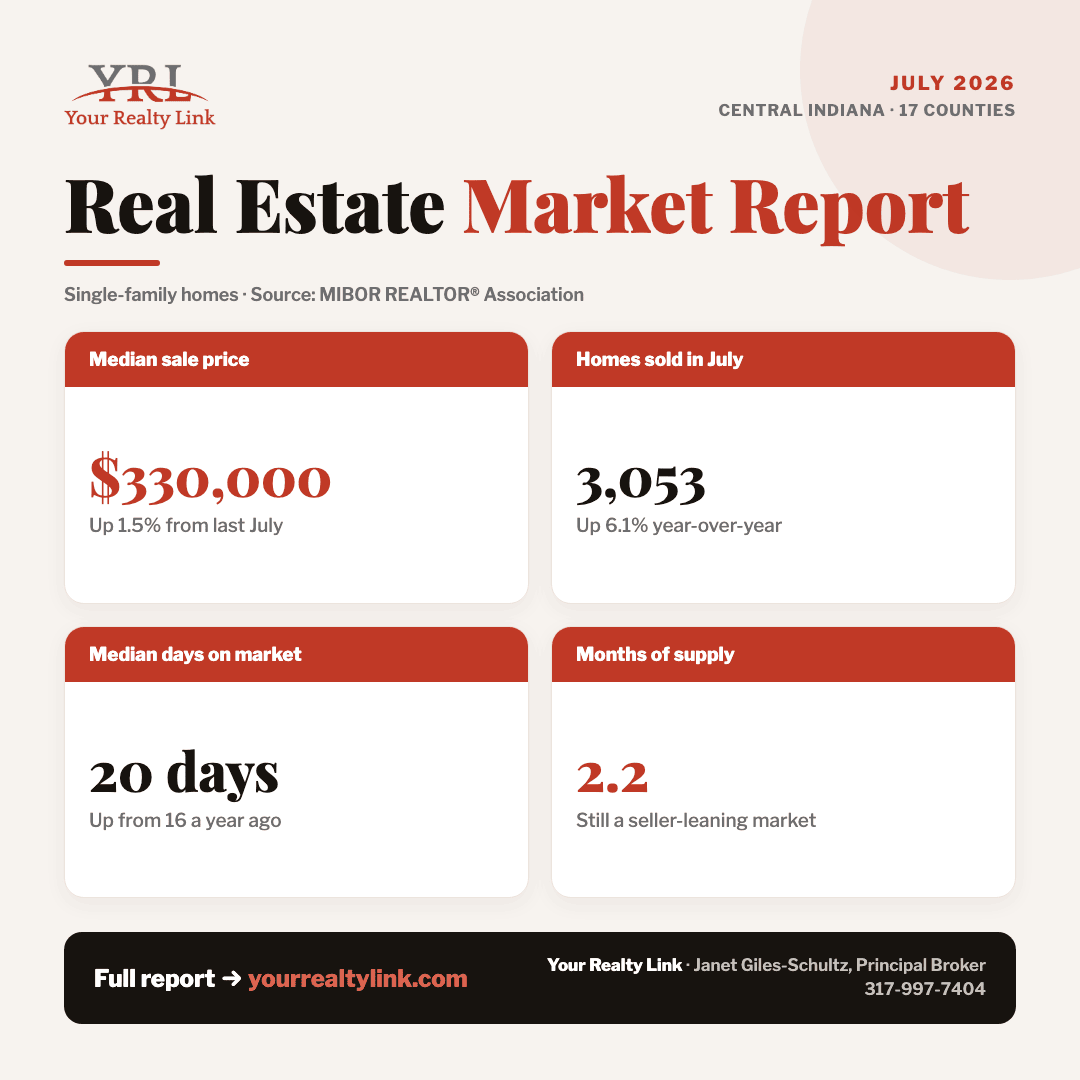 YRL
Your Realty Link
JULY 2026
CENTRAL INDIANA · 17 COUNTIES
Real Estate Market Report
Single-family homes · Source: MIBOR REALTOR® Association
Median sale price
$330,000
Up 1.5% from last July
Homes sold in July
3,053
Up 6.1% year-over-year
Median days on market
20 days
Up from 16 a year ago
Months of supply
2.2
Still a seller-leaning market
Full report → yourrealtylink.com
Your Realty Link · Janet Giles-Schultz, Principal Broker
317-997-7404